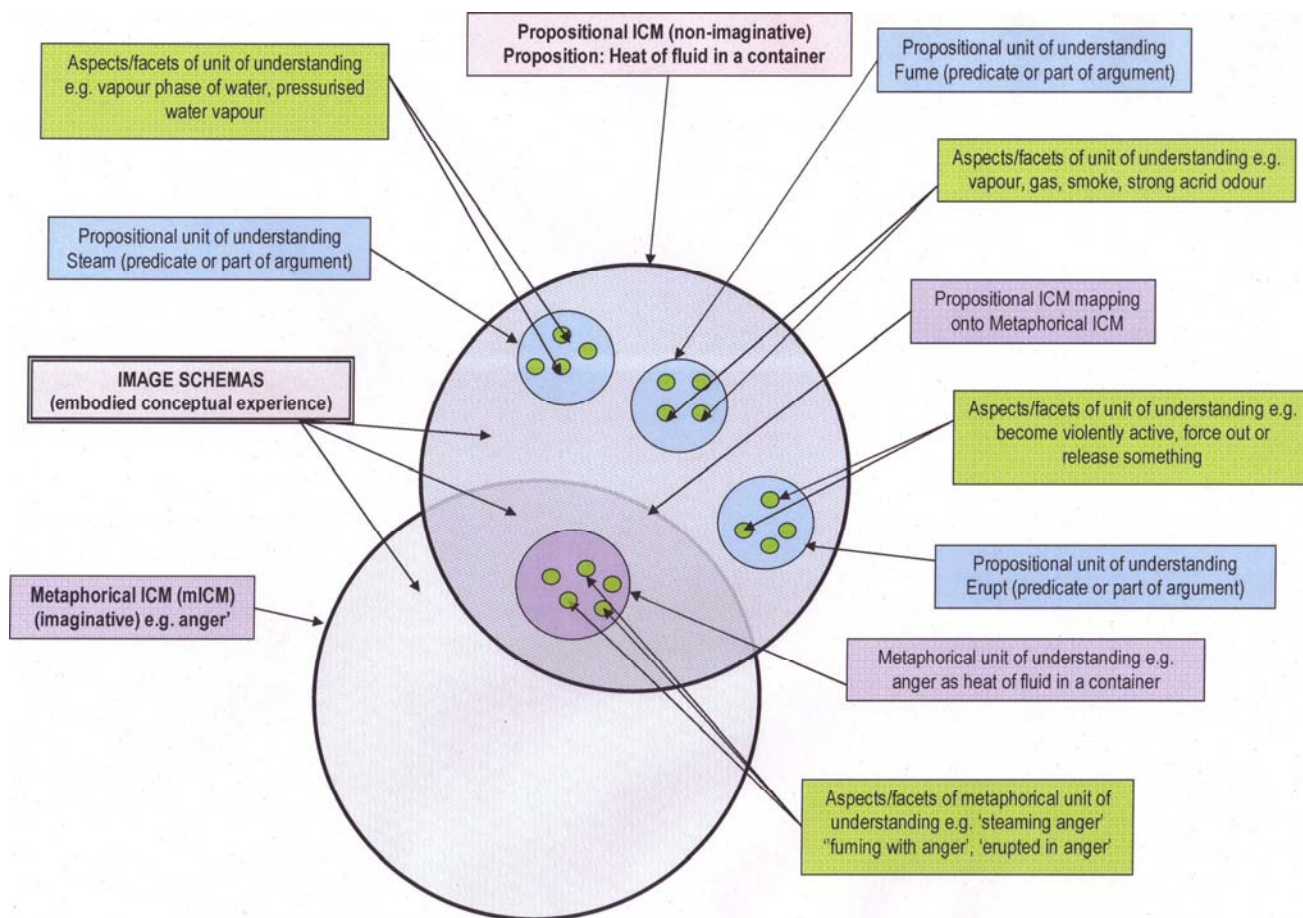 Propositional ICM (non-imaginative)
Proposition: Heat of fluid in a container
Aspects/facets of unit of understanding
e.g. vapour phase of water, pressurised
water vapour
Propositional unit of understanding
Fume (predicate or part of argument)
Aspects/facets of unit of understanding e.g.
vapour, gas, smoke, strong acrid odour
Propositional unit of understanding
Steam (predicate or part of argument)
Propositional ICM mapping
onto Metaphorical ICM
IMAGE SCHEMAS
(embodied conceptual experience)
Aspects/facets of unit of understanding e.g.
become violently active, force out or
release something
Propositional unit of understanding
Erupt (predicate or part of argument)
Metaphorical ICM (mICM)
(imaginative) e.g. anger'
Metaphorical unit of understanding e.g.
anger as heat of fluid in a container
Aspects/facets of metaphorical unit of
understanding e.g. 'steaming anger'
''fuming with anger', 'erupted in anger'